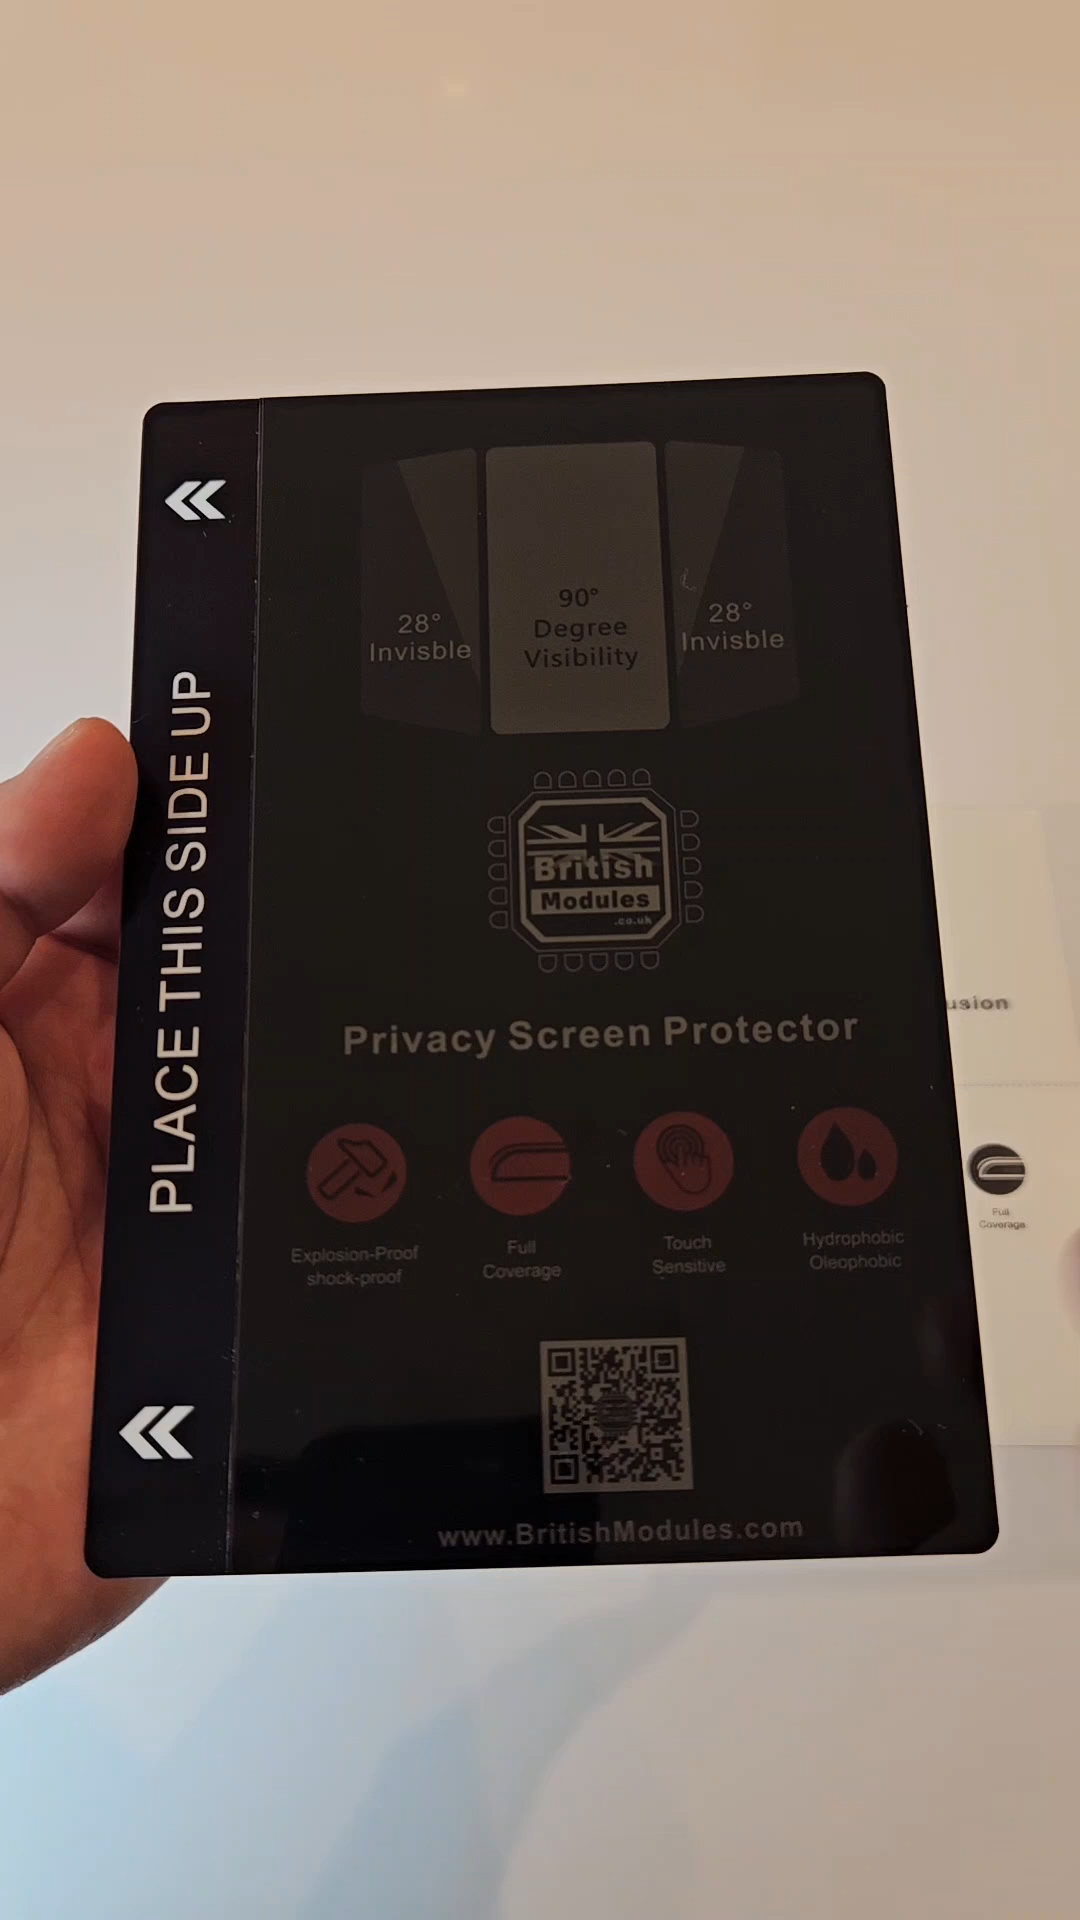 PLACE THIS SIDE UP
28°
Invisble
90°
Degree
Visibility
28°
Invisble
British
Modules
.co.uk
Privacy Screen Protector
Explosion-Proof
shock-proof
Full
Coverage
Touch
Sensitive
Hydrophobic
Oleophobic
www.BritishModules.com
usion
Full
Coverage